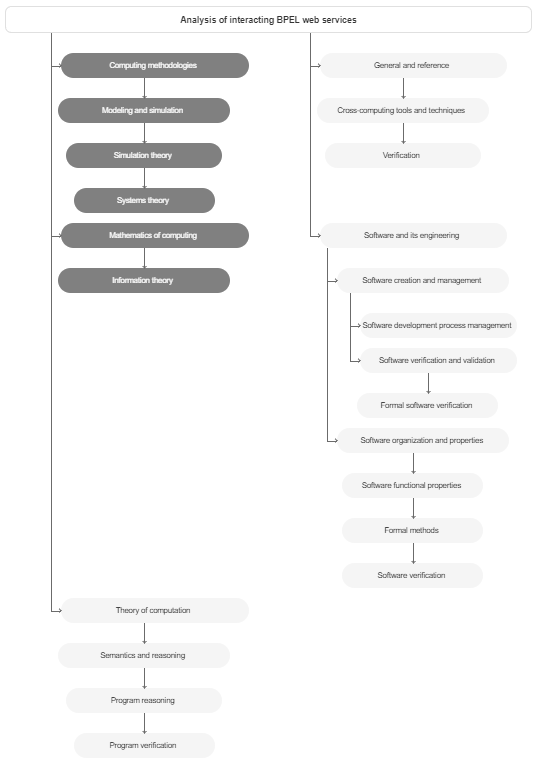 Analysis of interacting BPEL web services
Computing methodologies
Modeling and simulation
Simulation theory
Systems theory
Mathematics of computing
Information theory
Theory of computation
Semantics and reasoning
Program reasoning
Program verification
General and reference
Cross-computing tools and techniques
Verification
Software and its engineering
Software creation and management
Software development process management
Software verification and validation
Formal software verification
Software organization and properties
Software functional properties
Formal methods
Software verification